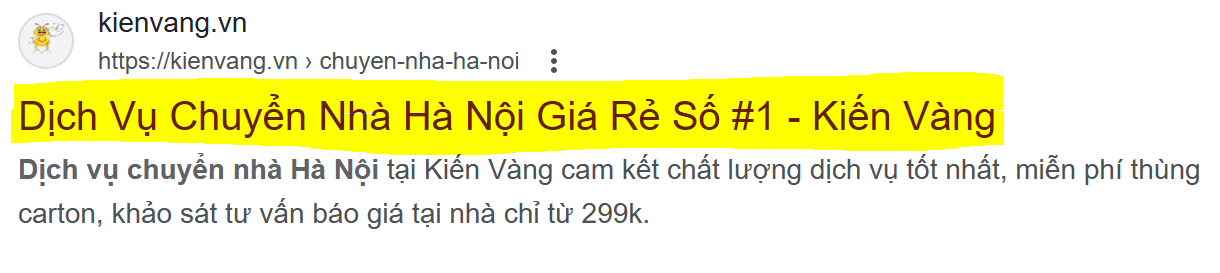 kienvang.vn
https://kienvang.vn › chuyen-nha-ha-noi
Dịch Vụ Chuyển Nhà Hà Nội Giá Rẻ Số #1 - Kiến Vàng
Dịch vụ chuyển nhà Hà Nội tại Kiến Vàng cam kết chất lượng dịch vụ tốt nhất, miễn phí thùng
carton, khảo sát tư vấn báo giá tại nhà chỉ từ 299k.